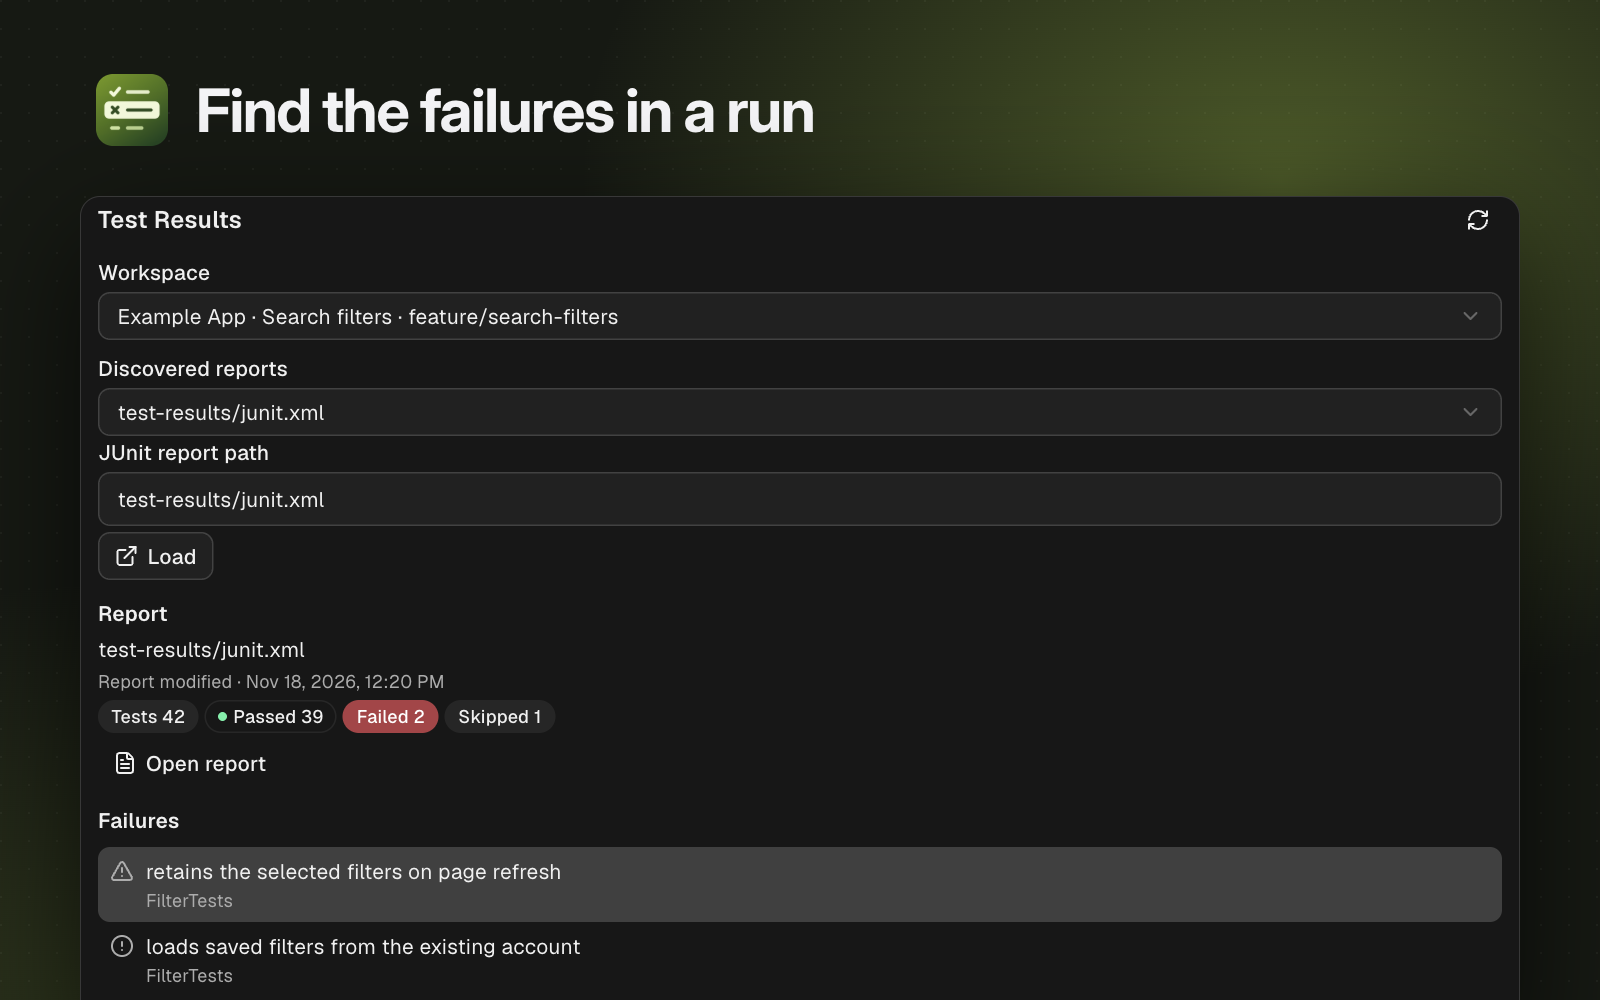 Find the failures in a run
Test Results
Workspace
Example App · Search filters · feature/search-filters
Discovered reports
test-results/junit.xml
JUnit report path
test-results/junit.xml
Load
Report
test-results/junit.xml
Report modified · Nov 18, 2026, 12:20 PM
Tests 42 Passed 39 Failed 2 Skipped 1
Open report
Failures
retains the selected filters on page refresh
FilterTests
loads saved filters from the existing account
FilterTests